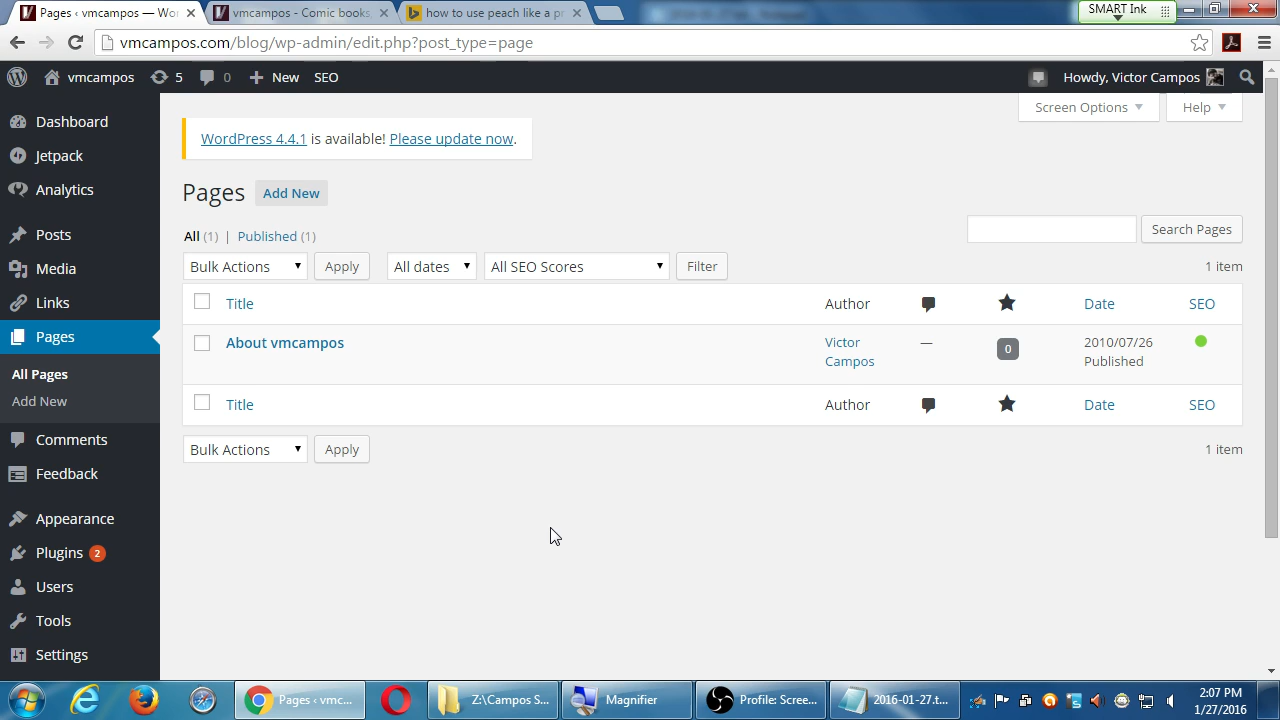 Pages ‹ vmcampos — Wor
vmcampos - Comic books,
how to use peach like a pr
SMART Ink
vmcampos.com/blog/wp-admin/edit.php?post_type=page
vmcampos
5
0
New
SEO
Howdy, Victor Campos
Dashboard
Jetpack
Analytics
Posts
Media
Links
Pages
All Pages
Add New
Comments
Feedback
Appearance
Plugins 2
Users
Tools
Settings
Screen Options
Help
WordPress 4.4.1 is available! Please update now.
Pages Add New
All (1) | Published (1)
Search Pages
Bulk Actions Apply All dates All SEO Scores Filter 1 item
Title Author Date SEO
About vmcampos Victor Campos — 0 2010/07/26 Published
Title Author Date SEO
Bulk Actions Apply 1 item
Pages ‹ vmc...
Z:\Campos S...
Magnifier
Profile: Scree...
2016-01-27.t...
2:07 PM
1/27/2016